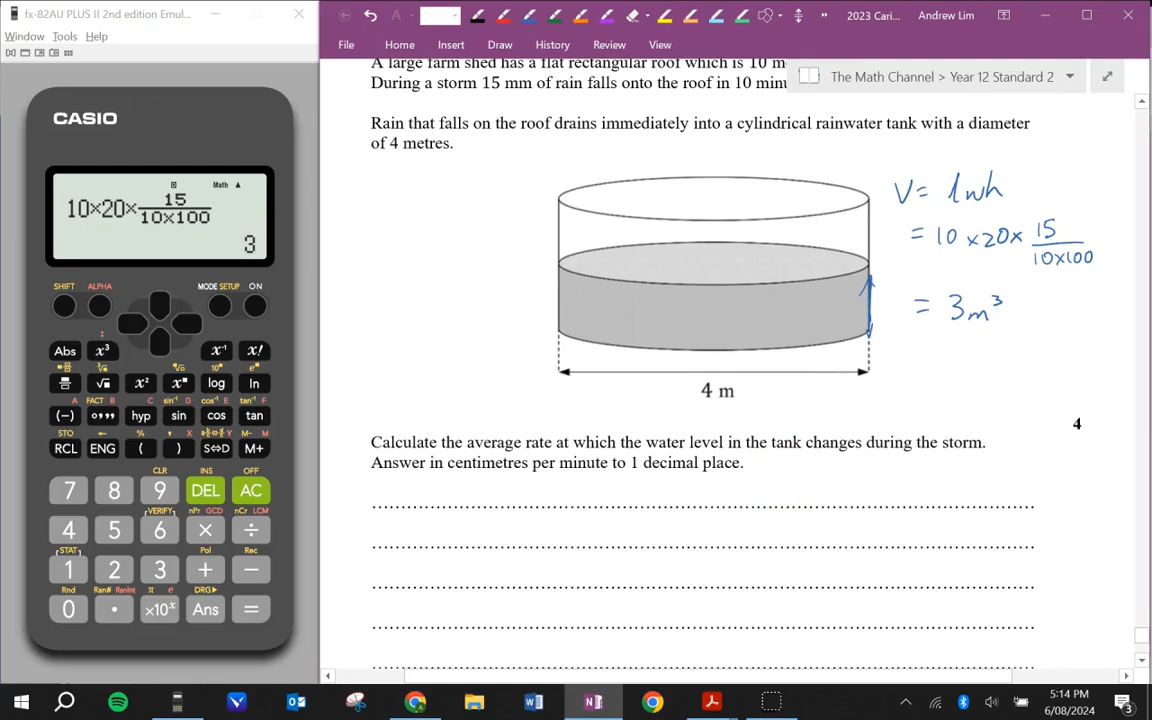 fx-82AU PLUS II 2nd edition Emul
Window Tools Help
CASIO
Math
10×20×15/10×100
3
SHIFT ALPHA MODE SETUP ON
Abs x³ x⁻¹ x!
√ x² log ln
(−) hyp sin cos tan
RCL ENG ( ) S⇔D M+
7 8 9 DEL AC
4 5 6 × ÷
1 2 3 + −
0 • ×10ˣ Ans =
2023 Cari... Andrew Lim
File Home Insert Draw History Review View
A large farm shed has a flat rectangular roof which is 10 m
The Math Channel > Year 12 Standard 2
During a storm 15 mm of rain falls onto the roof in 10 minu
Rain that falls on the roof drains immediately into a cylindrical rainwater tank with a diameter
of 4 metres.
V = lwh
= 10 × 20 × 15/10×100
= 3m³
4 m
4
Calculate the average rate at which the water level in the tank changes during the storm.
Answer in centimetres per minute to 1 decimal place.
5:14 PM
6/08/2024
3